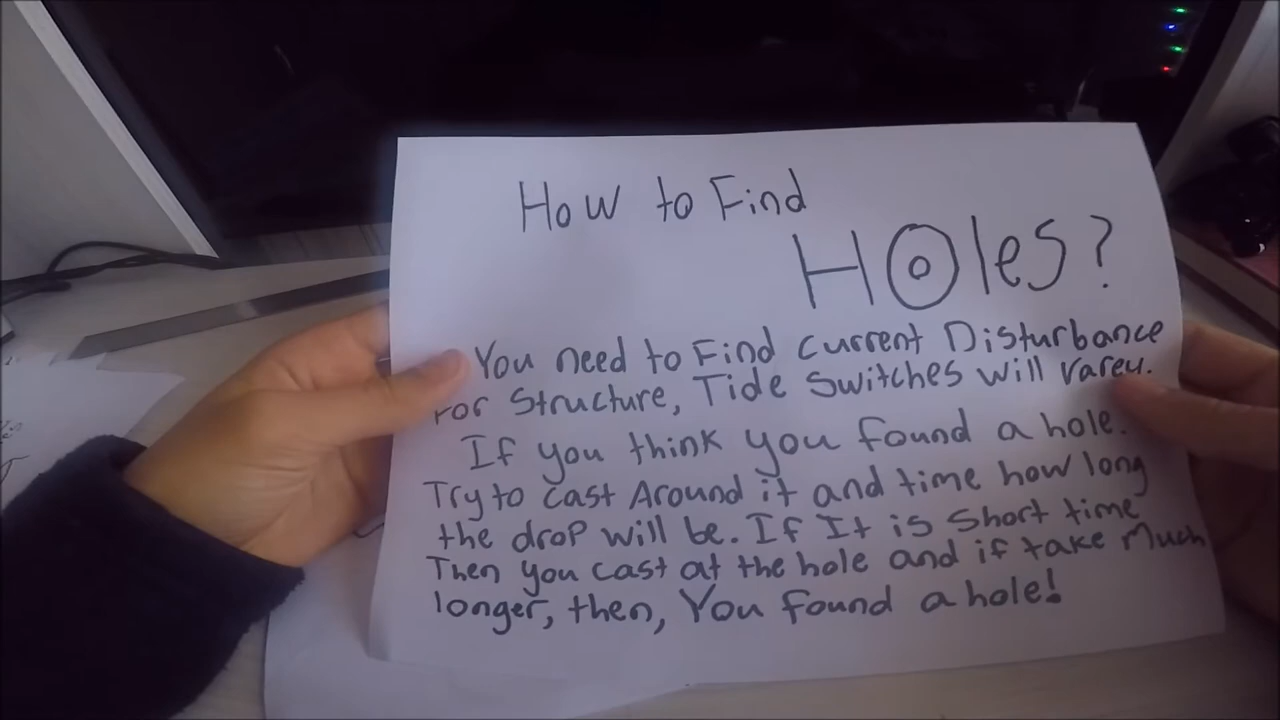 How to Find
Holes?
You need to Find current Disturbance
For Structure, Tide Switches will varey.
If you think you found a hole.
Try to cast Around it and time how long
the drop will be. If It is Short time
Then you cast at the hole and if take Much
longer, then, You found a hole!